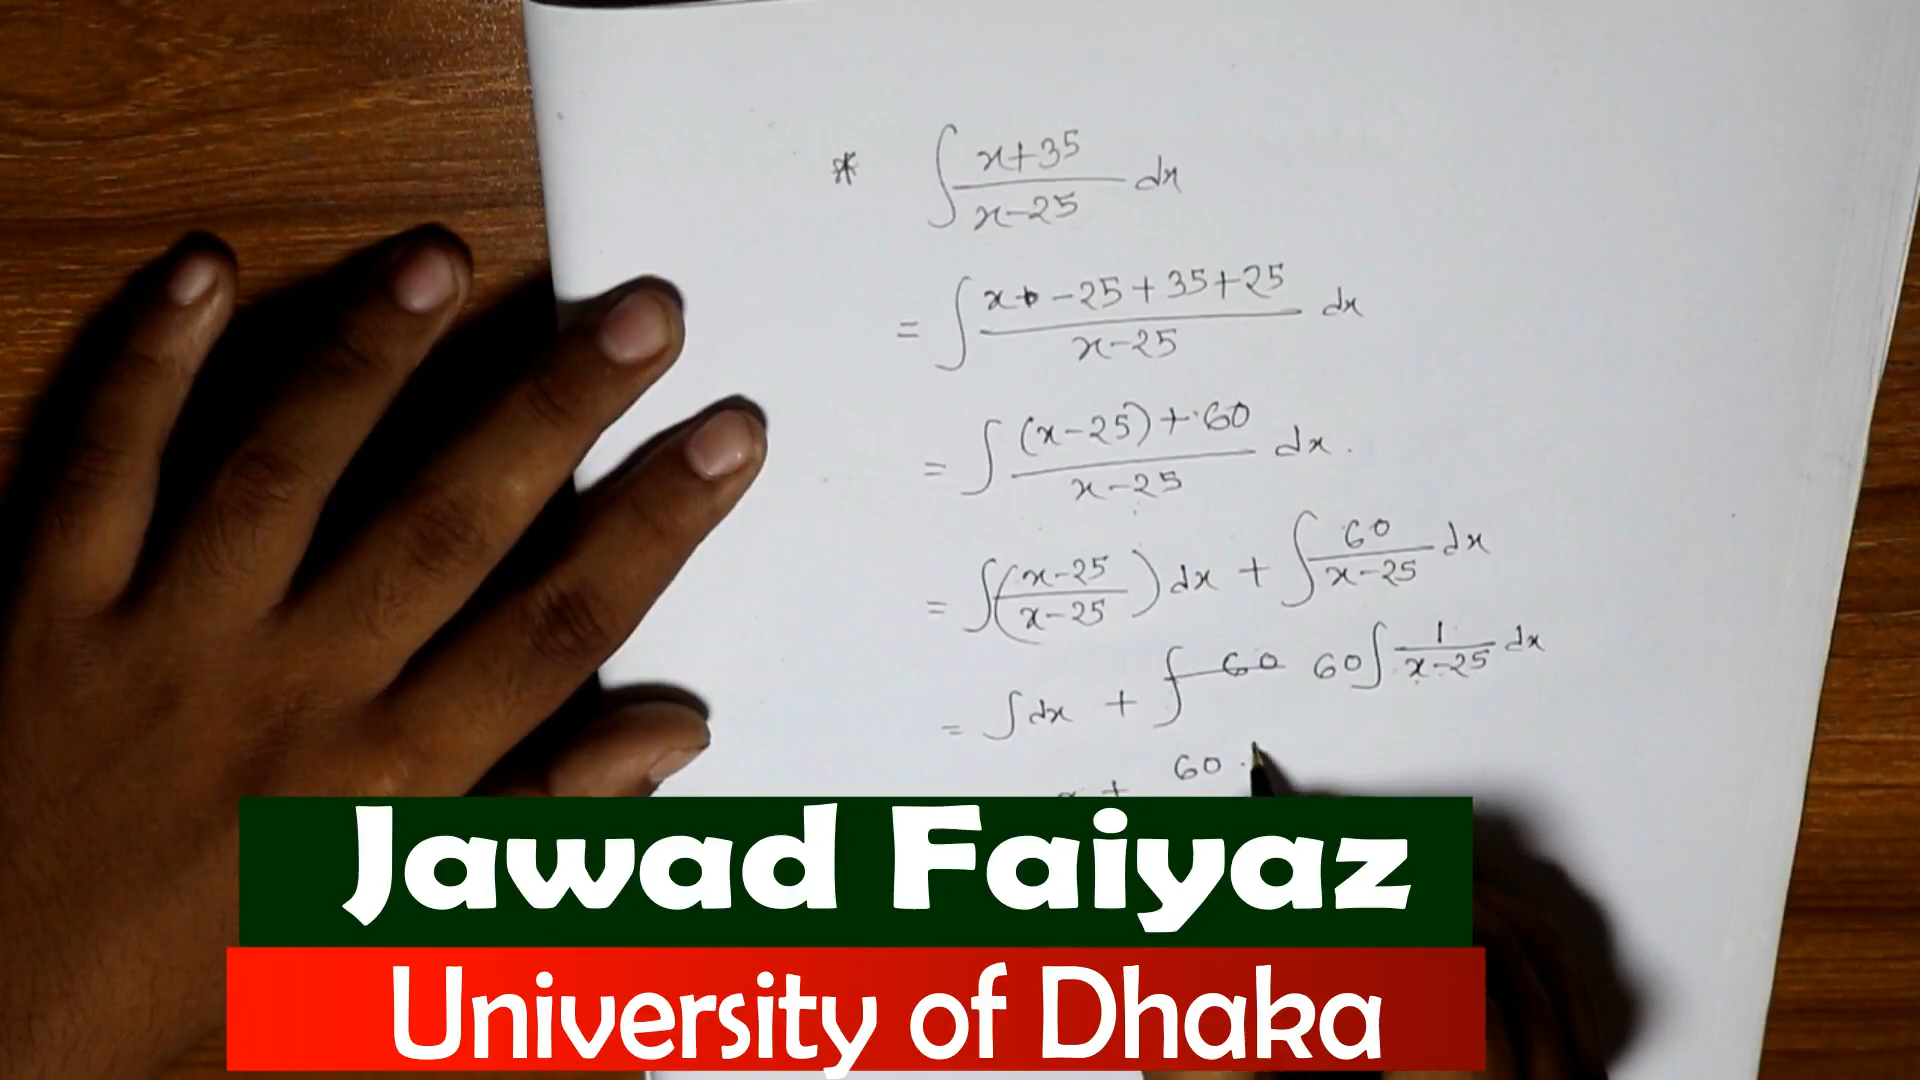 * ∫ x+35 / x-25 dx
= ∫ x+ -25+35+25 / x-25 dx
= ∫ (x-25)+60 / x-25 dx.
= ∫(x-25 / x-25) dx + ∫ 60 / x-25 dx
= ∫dx + ∫ 60 60∫ 1 / x-25 dx
x + 60
Jawad Faiyaz
University of Dhaka